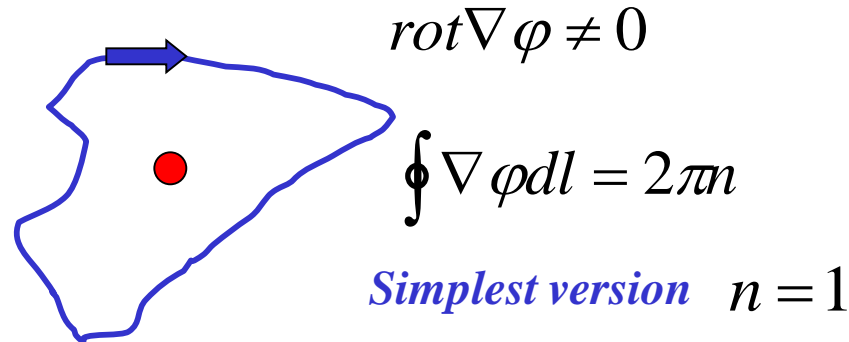 rot∇φ ≠ 0
∮∇φdl = 2πn
Simplest version n = 1